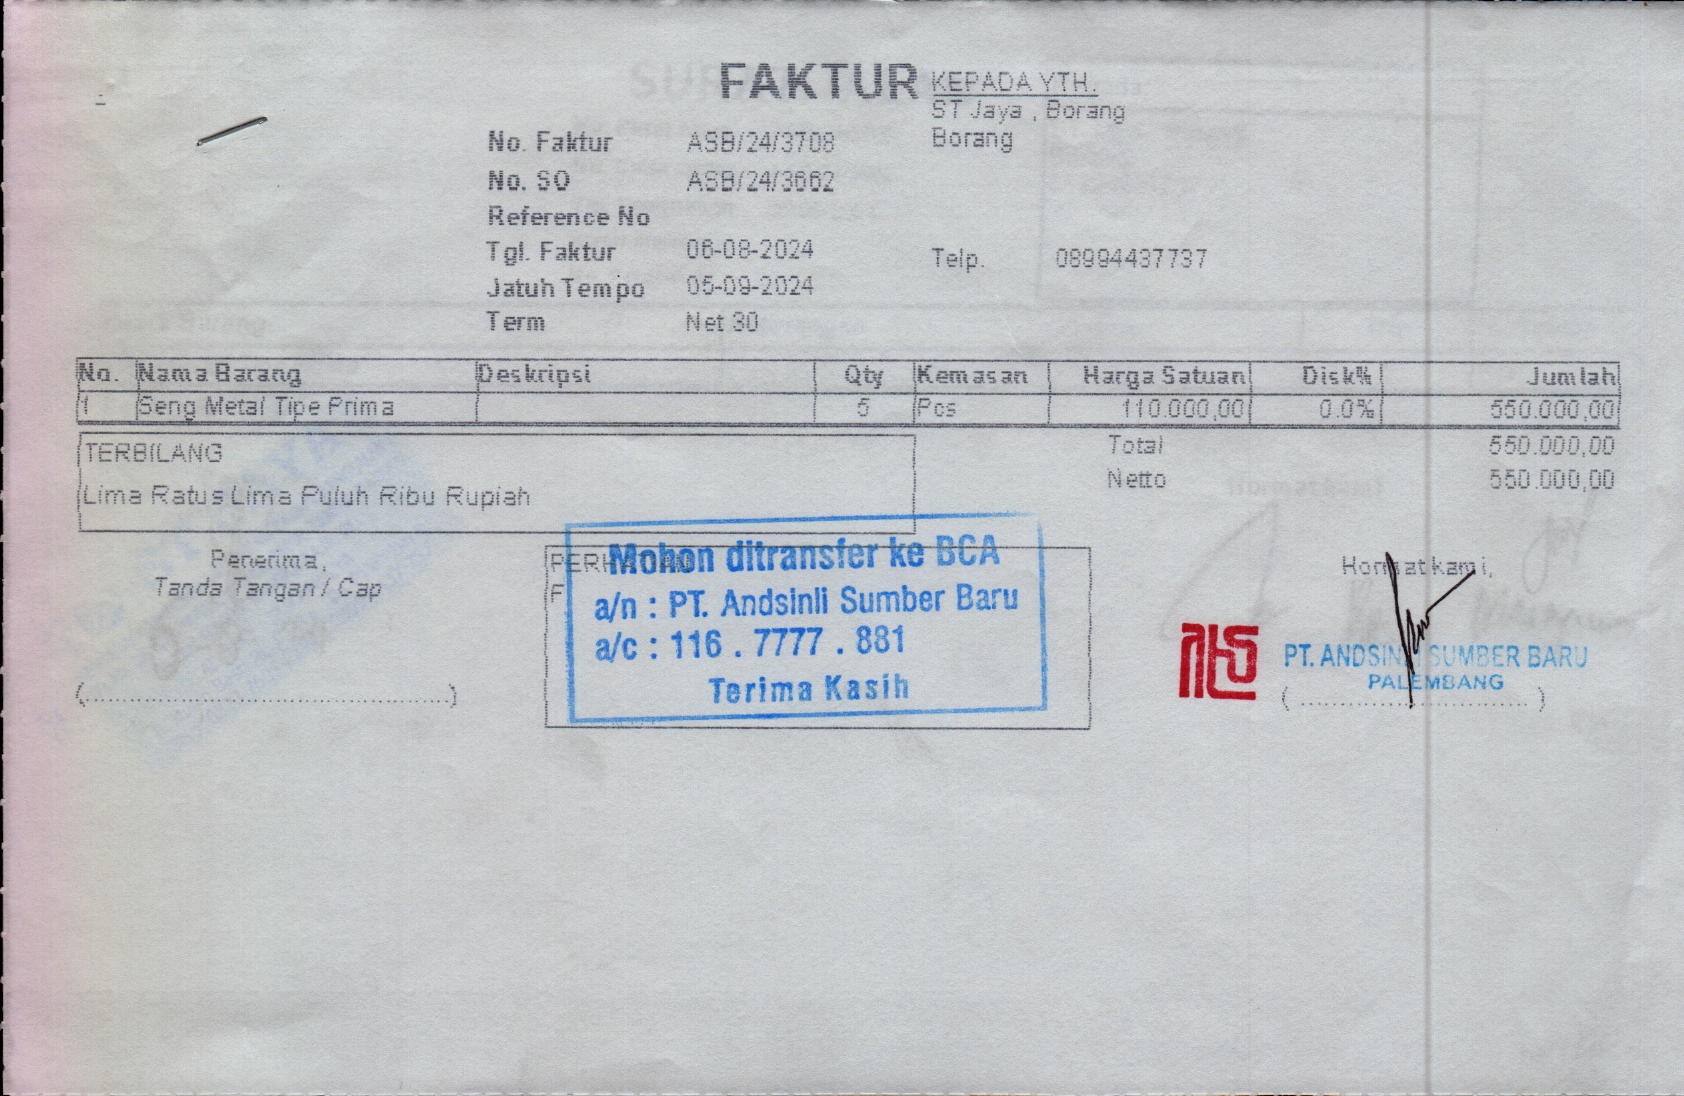 FAKTUR
KEPADA YTH.
ST Jaya , Borang
Borang
No. Faktur ASB/24/3708
No. SO ASB/24/3662
Reference No
Tgl. Faktur 06-08-2024
Telp. 08994437737
Jatuh Tempo 05-09-2024
Term Net 30
No. Nama Barang Deskripsi Qty Kemasan Harga Satuan Disk% Jumlah
1 Seng Metal Tipe Prima 5 Pcs 110.000,00 0.0% 550.000,00
TERBILANG
Lima Ratus Lima Puluh Ribu Rupiah
Total 550.000,00
Netto 550.000,00
Penerima,
Tanda Tangan / Cap
(..................................................)
Mohon ditransfer ke BCA
a/n : PT. Andsinli Sumber Baru
a/c : 116 . 7777 . 881
Terima Kasih
Hormat kami,
PT. ANDSINLI SUMBER BARU
PALEMBANG
( ............................... )